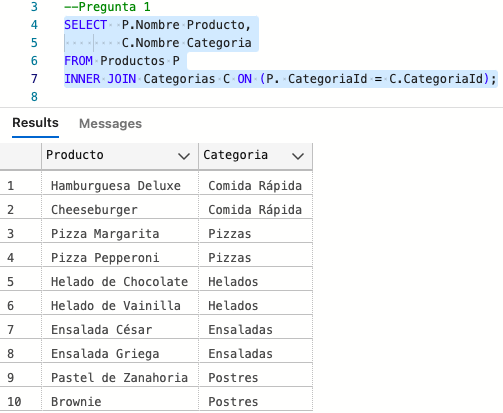 3 --Pregunta 1
4 SELECT P.Nombre Producto,
5 C.Nombre Categoria
6 FROM Productos P
7 INNER JOIN Categorias C ON (P. CategoriaId = C.CategoriaId);
8
Results Messages
Producto Categoria
1 Hamburguesa Deluxe Comida Rápida
2 Cheeseburger Comida Rápida
3 Pizza Margarita Pizzas
4 Pizza Pepperoni Pizzas
5 Helado de Chocolate Helados
6 Helado de Vainilla Helados
7 Ensalada César Ensaladas
8 Ensalada Griega Ensaladas
9 Pastel de Zanahoria Postres
10 Brownie Postres